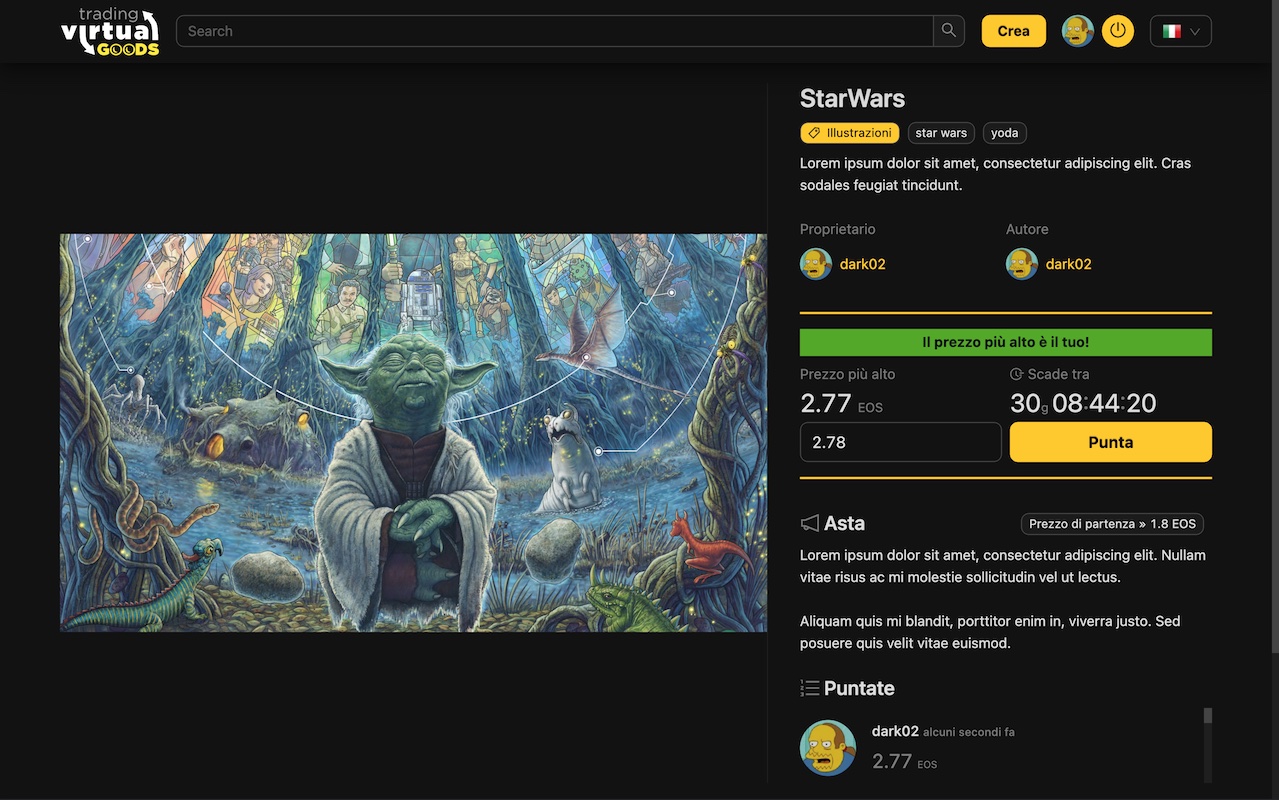 trading
virtual
GOODS
Search
Crea
StarWars
Illustrazioni
star wars
yoda
Lorem ipsum dolor sit amet, consectetur adipiscing elit. Cras
sodales feugiat tincidunt.
Proprietario
Autore
dark02
dark02
Il prezzo più alto è il tuo!
Prezzo più alto
Scade tra
2.77 EOS
30g 08:44:20
2.78
Punta
Asta
Prezzo di partenza » 1.8 EOS
Lorem ipsum dolor sit amet, consectetur adipiscing elit. Nullam
vitae risus ac mi molestie sollicitudin vel ut lectus.
Aliquam quis mi blandit, porttitor enim in, viverra justo. Sed
posuere quis velit vitae euismod.
Puntate
dark02 alcuni secondi fa
2.77 EOS